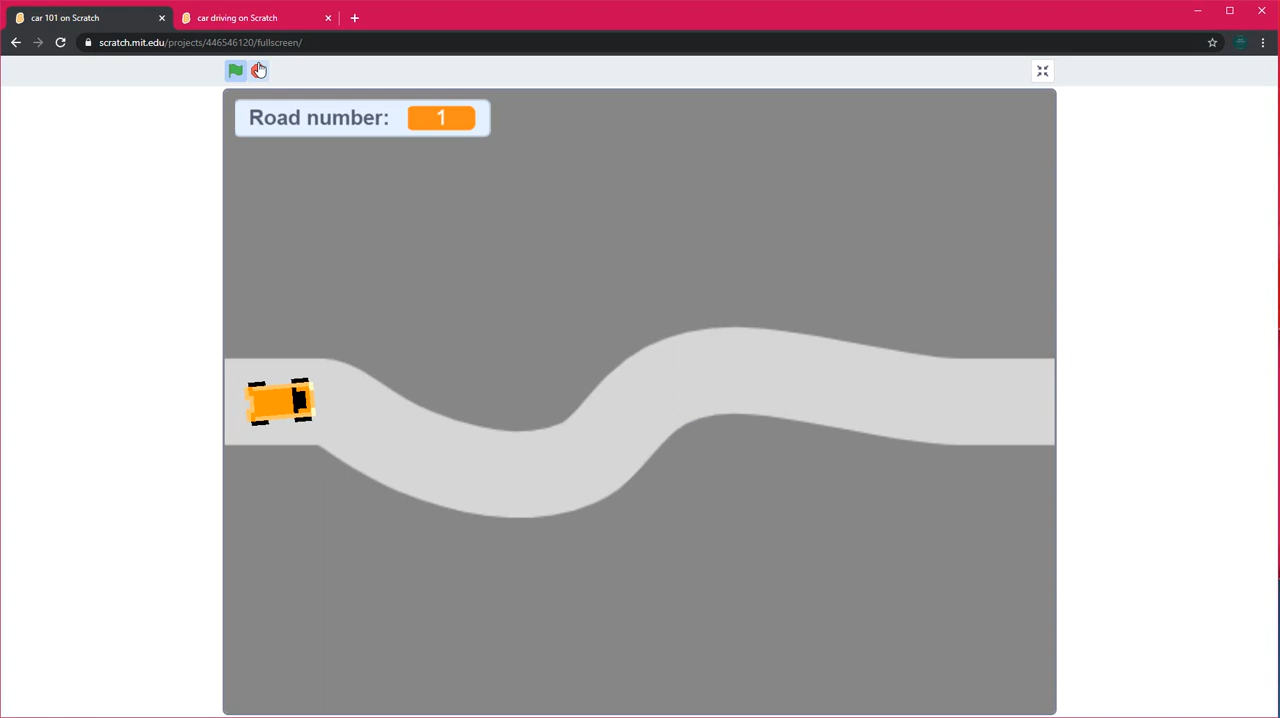 car 101 on Scratch
car driving on Scratch
scratch.mit.edu/projects/446546120/fullscreen/
Road number: 1